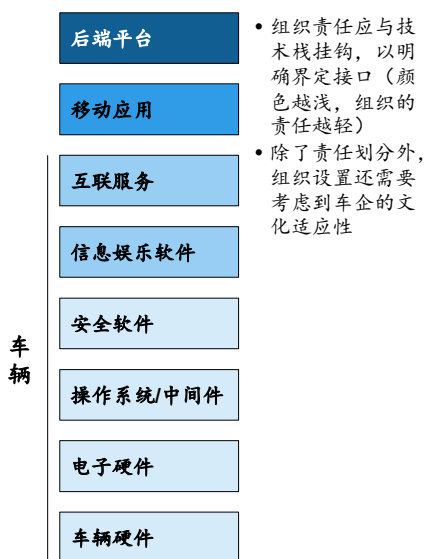 后端平台
移动应用
互联服务
信息娱乐软件
安全软件
操作系统/中间件
电子硬件
车辆硬件
车
辆
• 组织责任应与技
术栈挂钩，以明
确界定接口（颜
色越浅，组织的
责任越轻）
• 除了责任划分外，
组织设置还需要
考虑到车企的文
化适应性